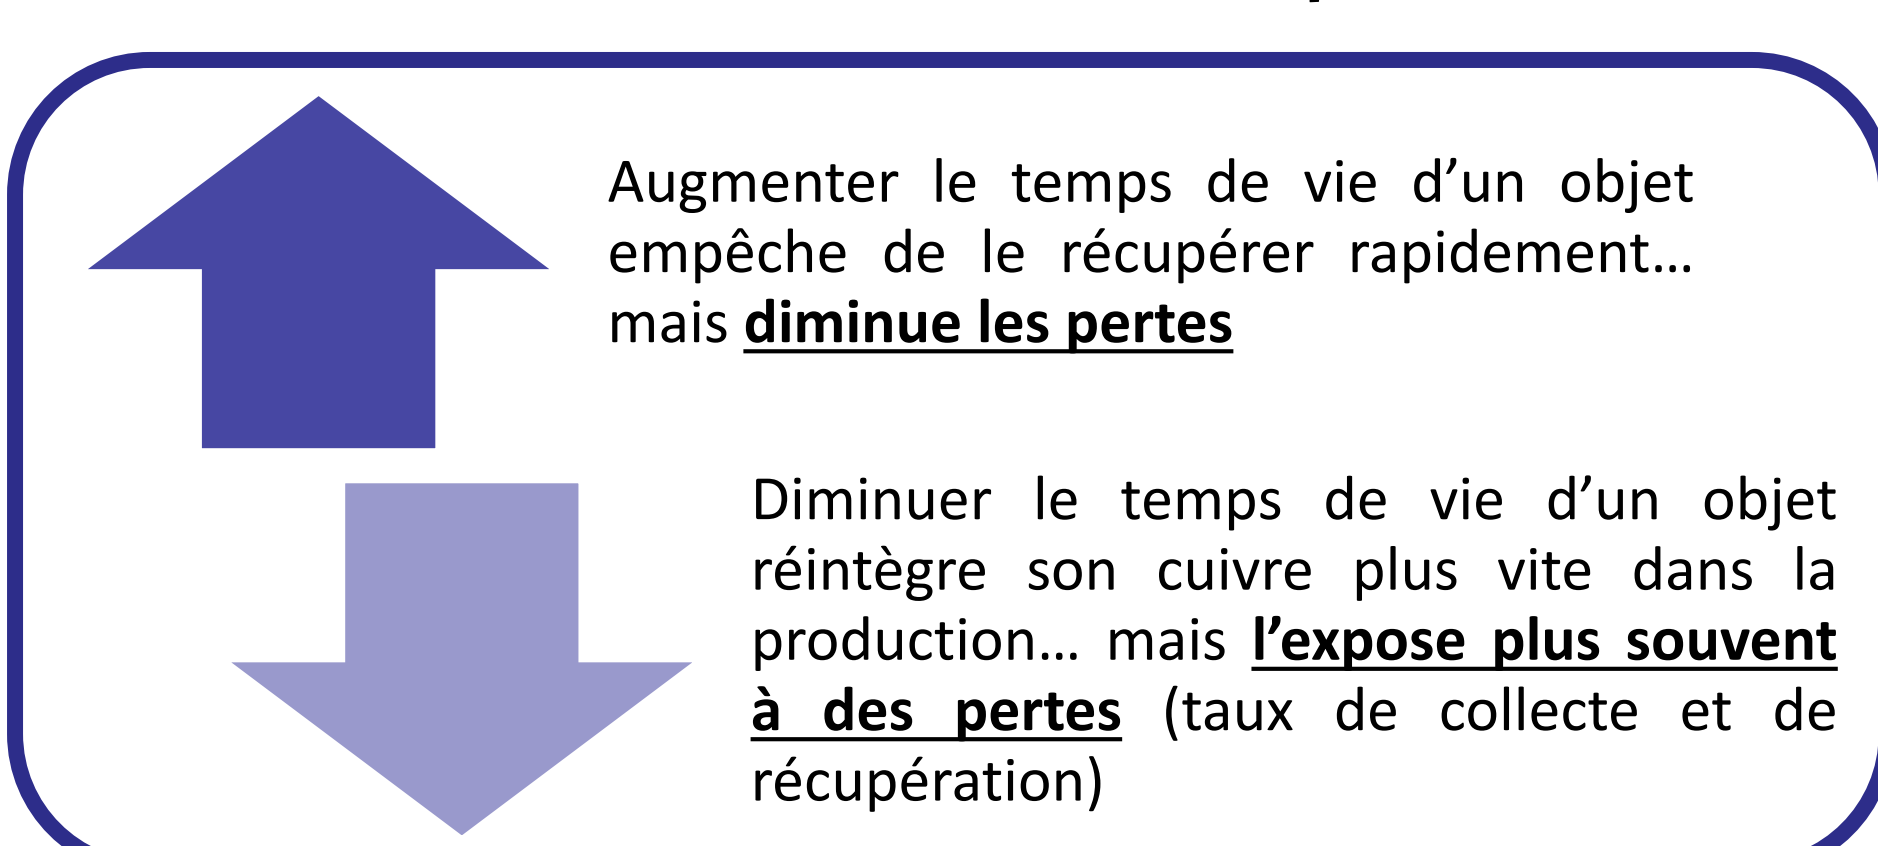 Augmenter le temps de vie d’un objet
empêche de le récupérer rapidement…
mais diminue les pertes
Diminuer le temps de vie d’un objet
réintègre son cuivre plus vite dans la
production… mais l’expose plus souvent
à des pertes (taux de collecte et de
récupération)